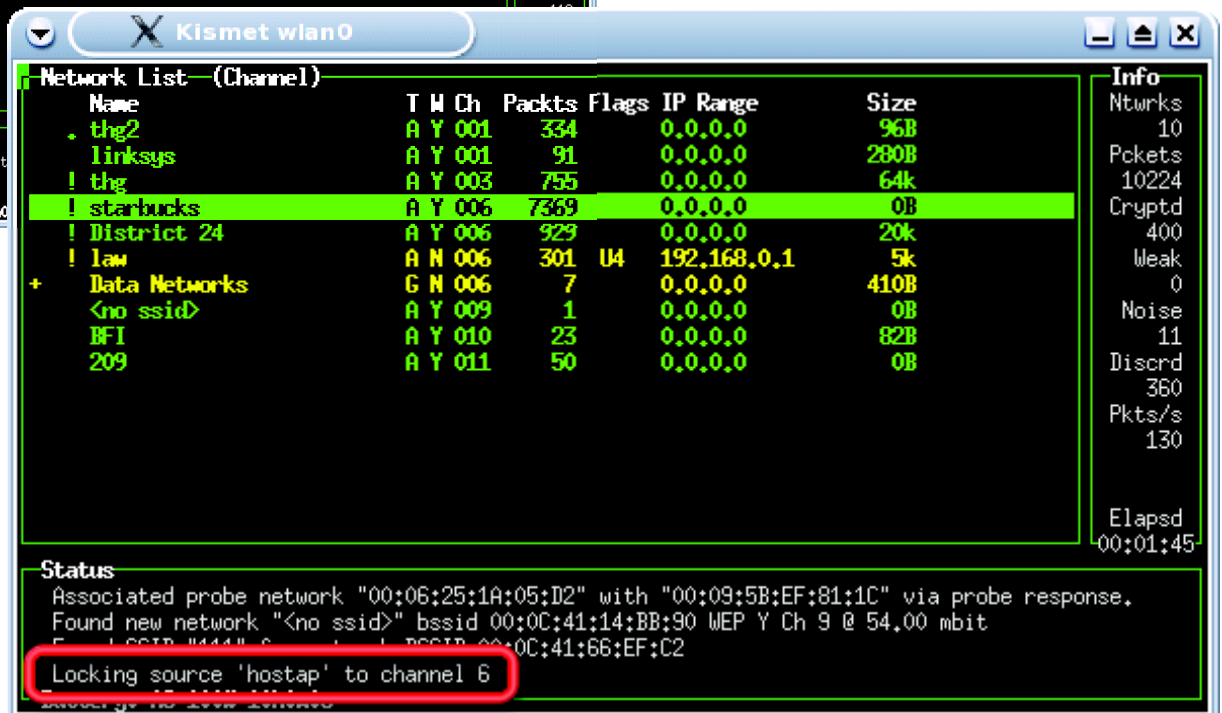 Kismet wlan0
Network List—(Channel)
Name T W Ch Packts Flags IP Range Size
. thg2 A Y 001 334 0.0.0.0 96B
linksys A Y 001 91 0.0.0.0 280B
! thg A Y 003 755 0.0.0.0 64k
! starbucks A Y 006 7369 0.0.0.0 0B
! District 24 A Y 006 929 0.0.0.0 20k
! law A N 006 301 U4 192.168.0.1 5k
+ Data Networks G N 006 7 0.0.0.0 410B
<no ssid> A Y 009 1 0.0.0.0 0B
BFI A Y 010 23 0.0.0.0 82B
209 A Y 011 50 0.0.0.0 0B
Info
Ntwrks
10
Pckets
10224
Cryptd
400
Weak
0
Noise
11
Discrd
360
Pkts/s
130
Elapsd
00:01:45
Status
Associated probe network "00:06:25:1A:05:D2" with "00:09:5B:EF:81:1C" via probe response.
Found new network "<no ssid>" bssid 00:0C:41:14:BB:90 WEP Y Ch 9 @ 54.00 mbit
:0C:41:66:EF:C2
Locking source 'hostap' to channel 6